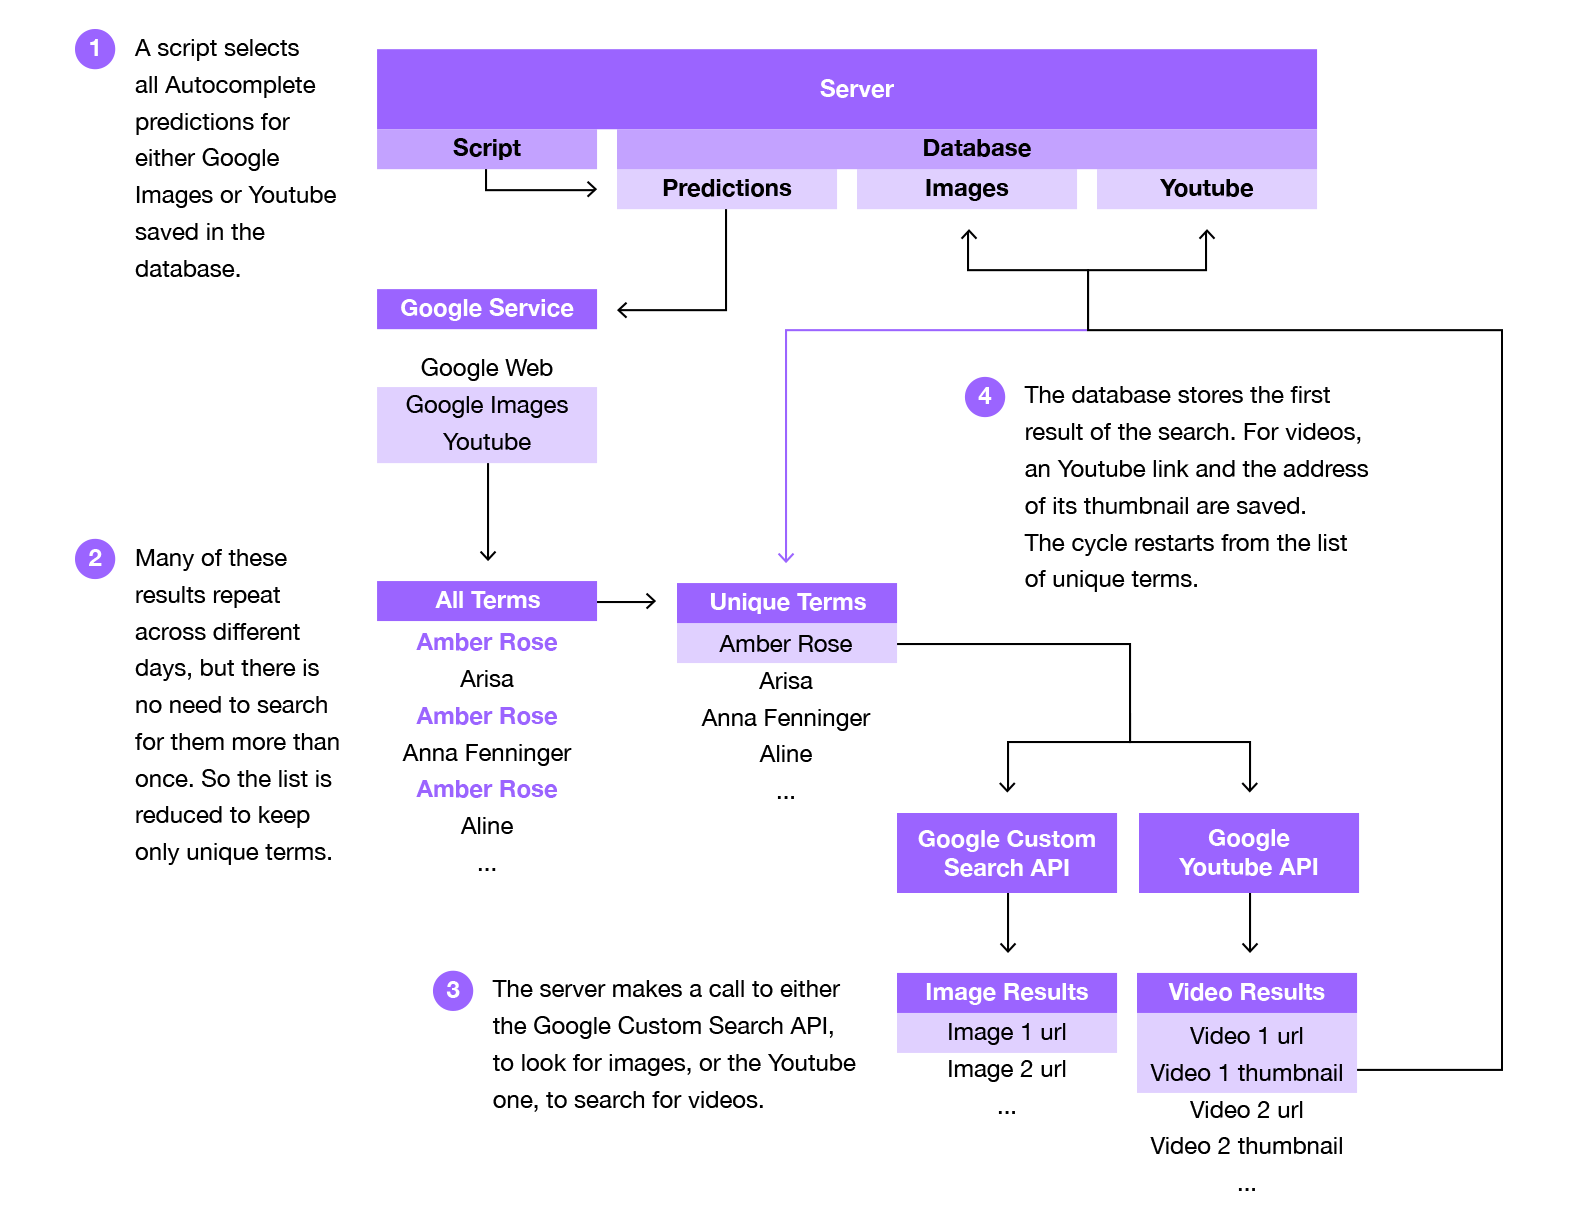 1
A script selects
all Autocomplete
predictions for
either Google
Images or Youtube
saved in the
database.
Server
Script
Database
Predictions
Images
Youtube
Google Service
Google Web
Google Images
Youtube
2
Many of these
results repeat
across different
days, but there is
no need to search
for them more than
once. So the list is
reduced to keep
only unique terms.
All Terms
Amber Rose
Arisa
Amber Rose
Anna Fenninger
Amber Rose
Aline
...
Unique Terms
Amber Rose
Arisa
Anna Fenninger
Aline
...
4
The database stores the first
result of the search. For videos,
an Youtube link and the address
of its thumbnail are saved.
The cycle restarts from the list
of unique terms.
Google Custom
Search API
Google
Youtube API
3
The server makes a call to either
the Google Custom Search API,
to look for images, or the Youtube
one, to search for videos.
Image Results
Image 1 url
Image 2 url
...
Video Results
Video 1 url
Video 1 thumbnail
Video 2 url
Video 2 thumbnail
...